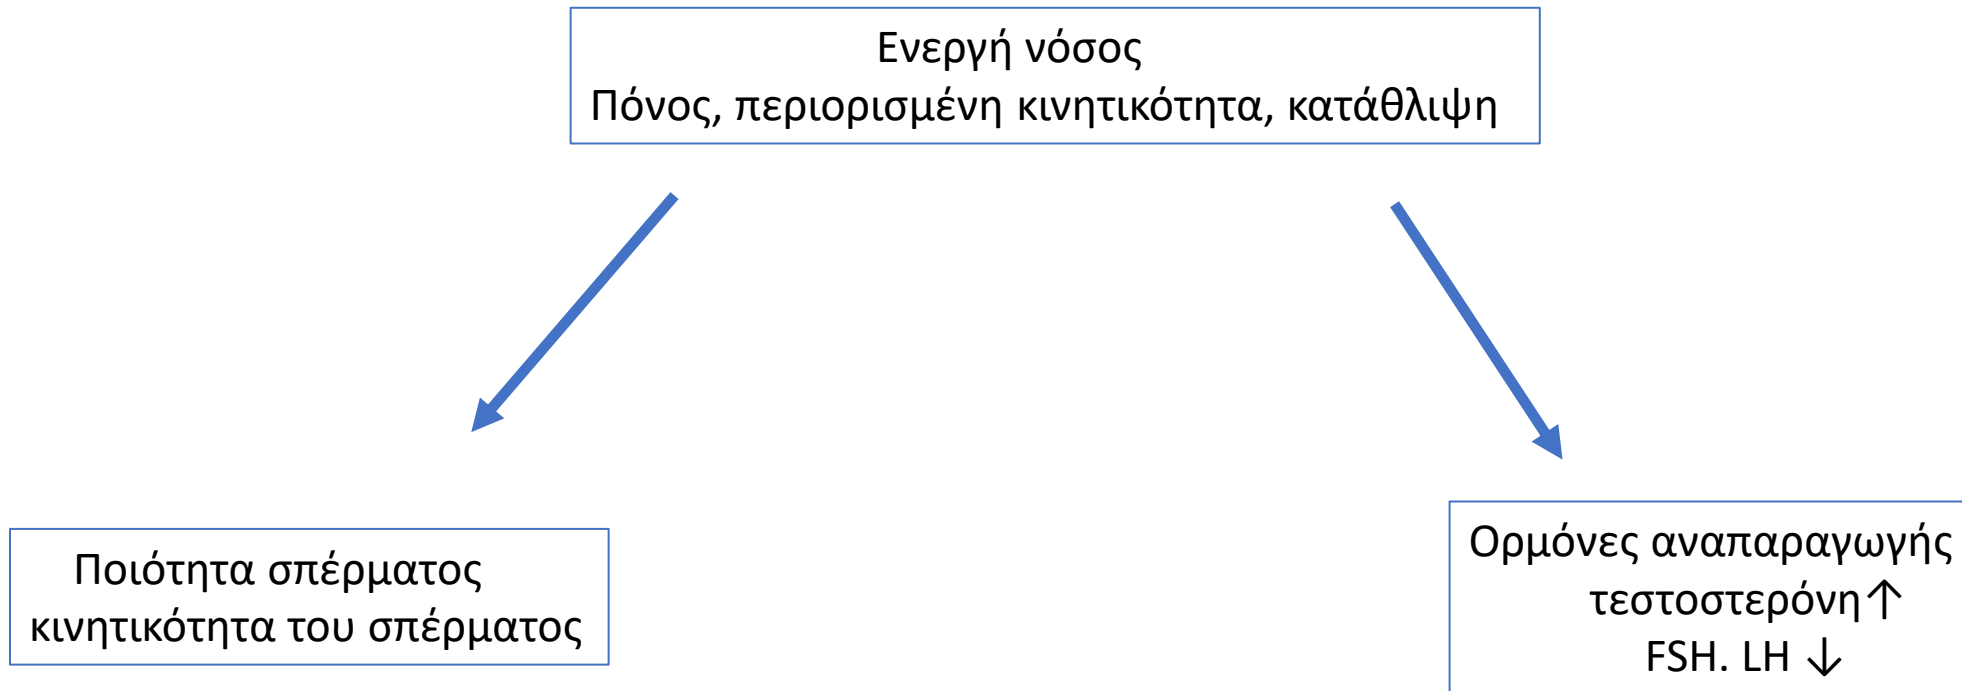 Ενεργή νόσος
Πόνος, περιορισμένη κινητικότητα, κατάθλιψη
Ποιότητα σπέρματος
κινητικότητα του σπέρματος
Ορμόνες αναπαραγωγής
τεστοστερόνη↑
FSH. LH ↓